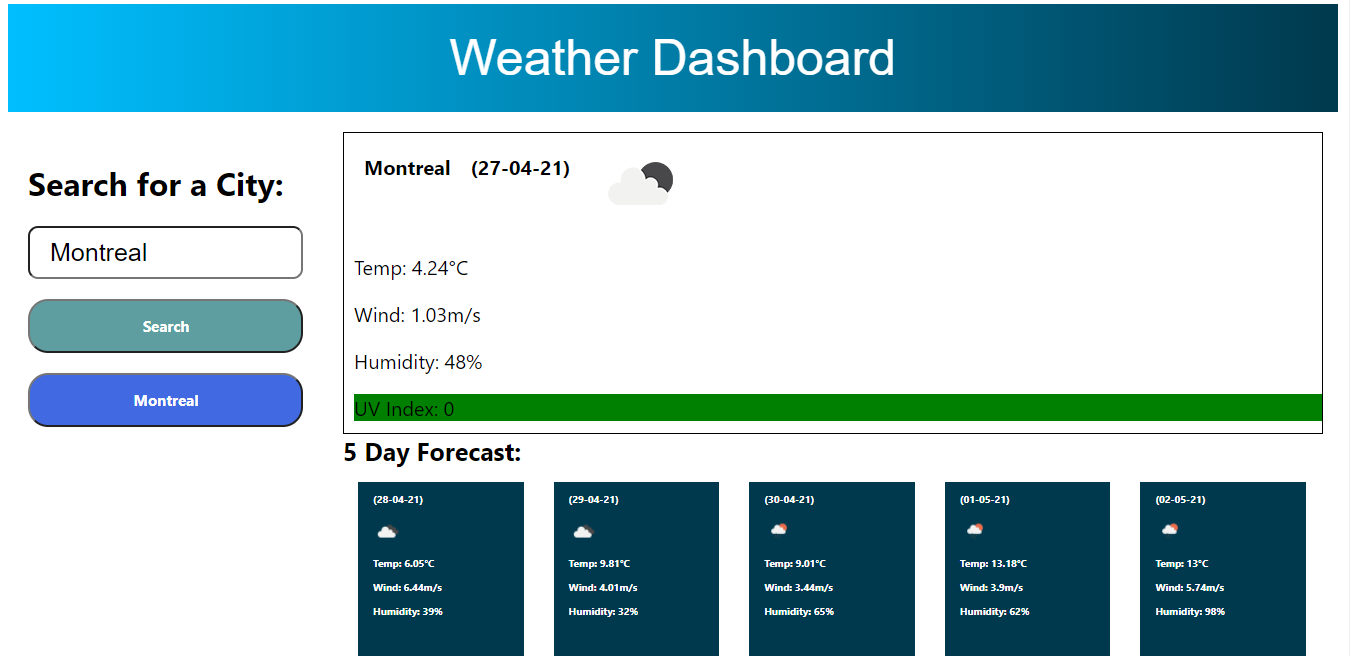 Weather Dashboard
Search for a City:
Montreal
Search
Montreal
Montreal (27-04-21)
Temp: 4.24°C
Wind: 1.03m/s
Humidity: 48%
UV Index: 0
5 Day Forecast:
(28-04-21)
Temp: 6.05°C
Wind: 6.44m/s
Humidity: 39%
(29-04-21)
Temp: 9.81°C
Wind: 4.01m/s
Humidity: 32%
(30-04-21)
Temp: 9.01°C
Wind: 3.44m/s
Humidity: 65%
(01-05-21)
Temp: 13.18°C
Wind: 3.9m/s
Humidity: 62%
(02-05-21)
Temp: 13°C
Wind: 5.74m/s
Humidity: 98%